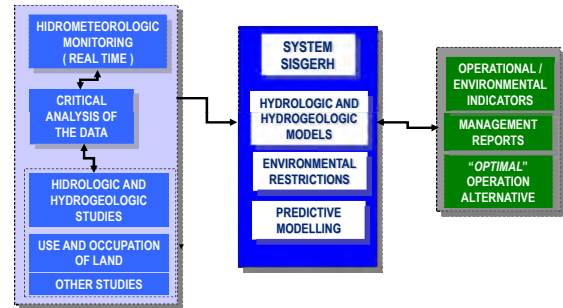 HIDROMETEOROLOGIC
MONITORING
( REAL TIME )
CRITICAL
ANALYSIS OF
THE DATA
HIDROLOGIC AND
HYDROGEOLOGIC
STUDIES
USE AND OCCUPATION
OF LAND
OTHER STUDIES
SYSTEM
SISGERH
HYDROLOGIC AND
HYDROGEOLOGIC
MODELS
ENVIRONMENTAL
RESTRICTIONS
PREDICTIVE
MODELLING
OPERATIONAL /
ENVIRONMENTAL
INDICATORS
MANAGEMENT
REPORTS
“OPTIMAL”
OPERATION
ALTERNATIVE